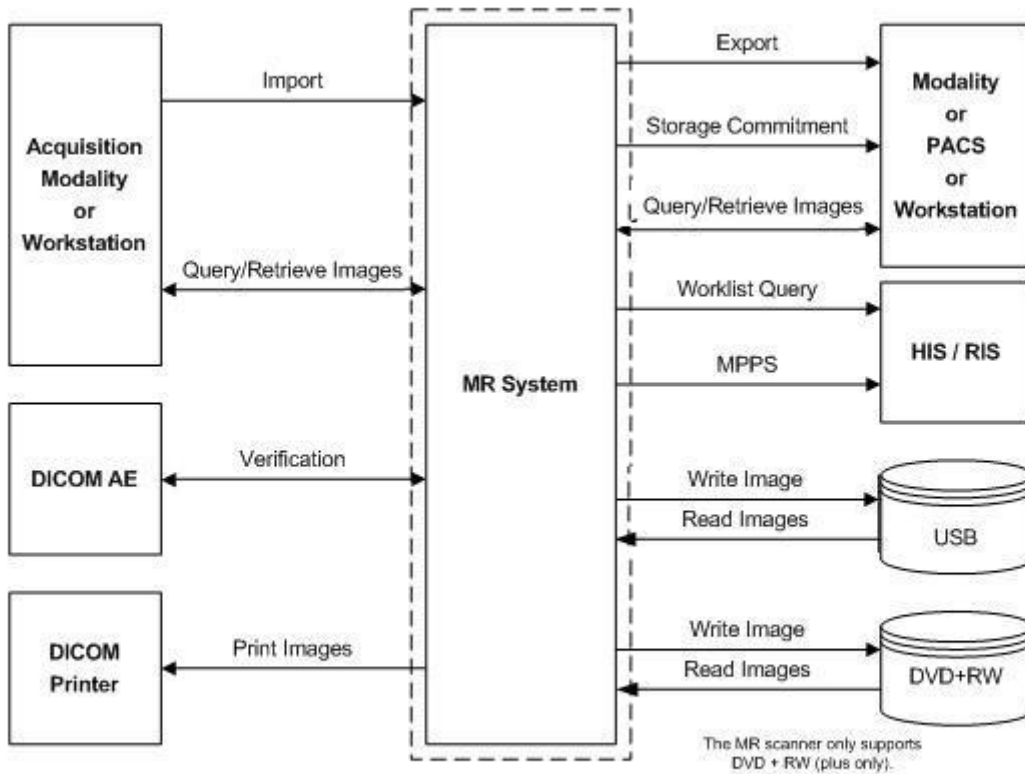 Import
Acquisition
Modality
or
Workstation
Query/Retrieve Images
Verification
DICOM AE
Print Images
DICOM
Printer
MR System
Export
Storage Commitment
Query/Retrieve Images
Modality
or
PACS
or
Workstation
Worklist Query
MPPS
HIS / RIS
Write Image
Read Images
USB
Write Image
Read Images
DVD+RW
The MR scanner only supports
DVD + RW (plus only).